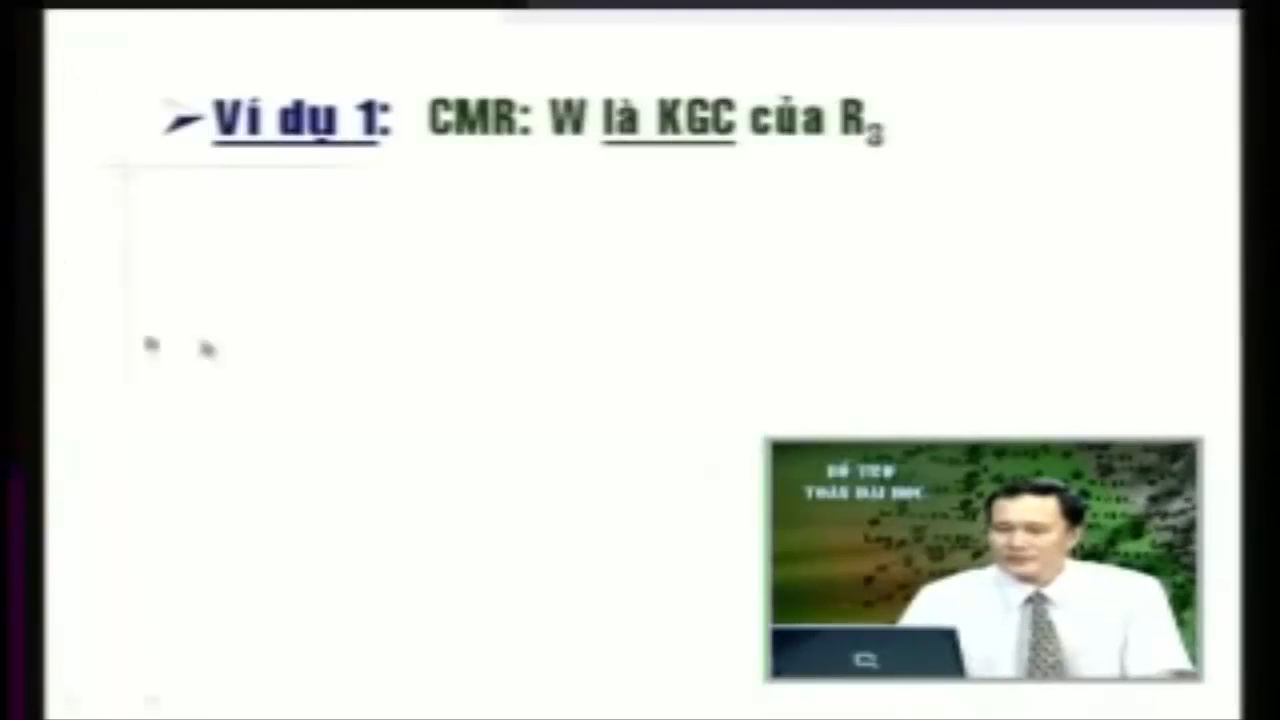 Ví dụ 1: CMR: W là KGC của R₃